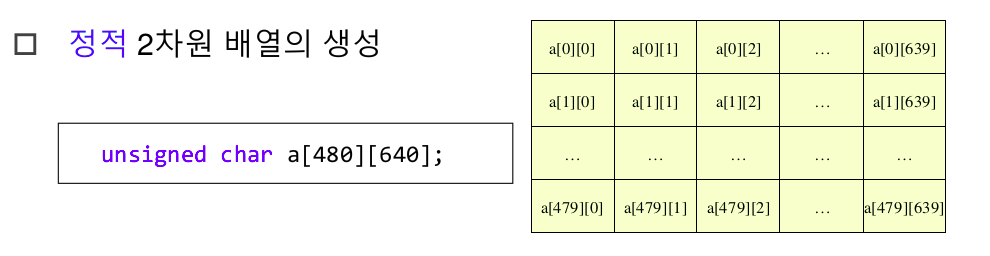 정적 2차원 배열의 생성
unsigned char a[480][640];
a[0][0] a[0][1] a[0][2] … a[0][639]
a[1][0] a[1][1] a[1][2] … a[1][639]
… … … … …
a[479][0] a[479][1] a[479][2] … a[479][639]